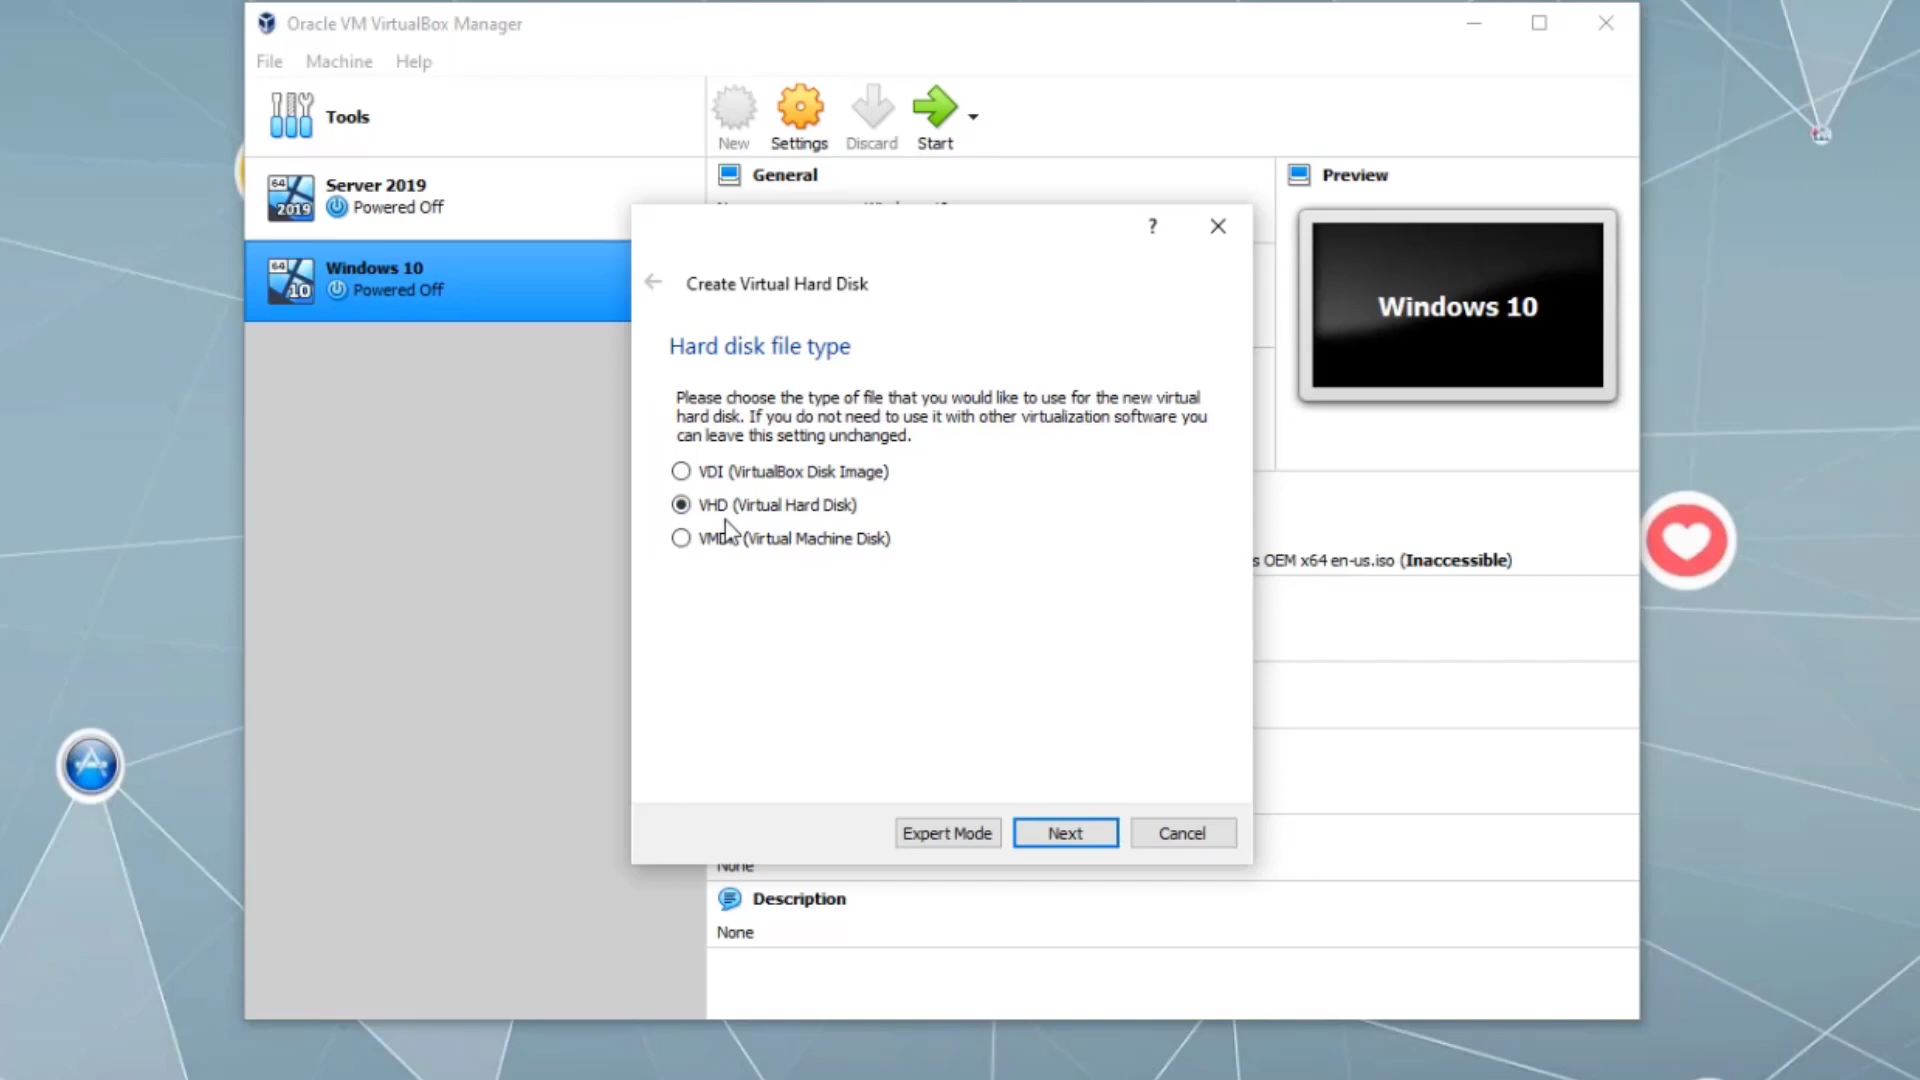 Oracle VM VirtualBox Manager
File Machine Help
Tools
New Settings Discard Start
64
2019
Server 2019
Powered Off
64
10
Windows 10
Powered Off
General
Preview
Windows 10
?
Create Virtual Hard Disk
Hard disk file type
Please choose the type of file that you would like to use for the new virtual
hard disk. If you do not need to use it with other virtualization software you
can leave this setting unchanged.
VDI (VirtualBox Disk Image)
VHD (Virtual Hard Disk)
(Virtual Machine Disk)
s OEM x64 en-us.iso (Inaccessible)
Expert Mode Next Cancel
None
Description
None